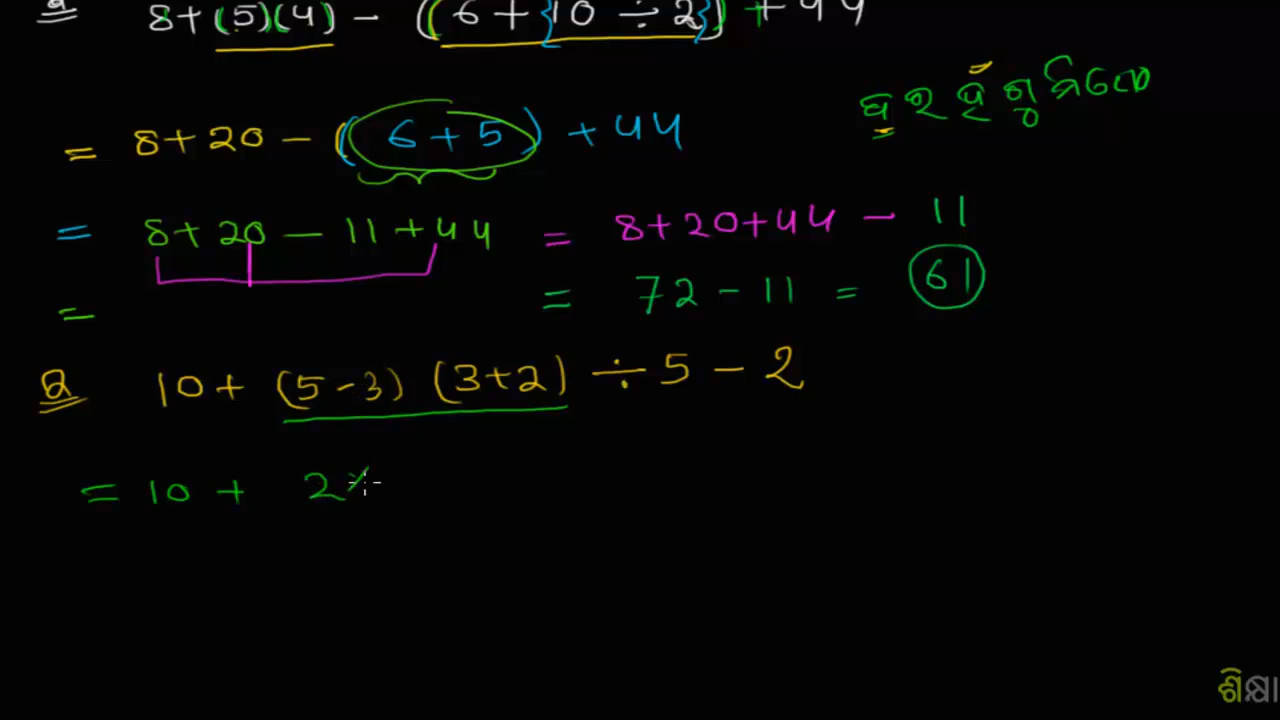 Q 8+(5)(4) - (6+{10÷2})+44
= 8+20-(6+5)+44
= 8+20-11+44 = 8+20+44-11
= = 72-11 = 61
Q 10+(5-3)(3+2)÷5-2
= 10+ 2×
ଶିକ୍ଷା